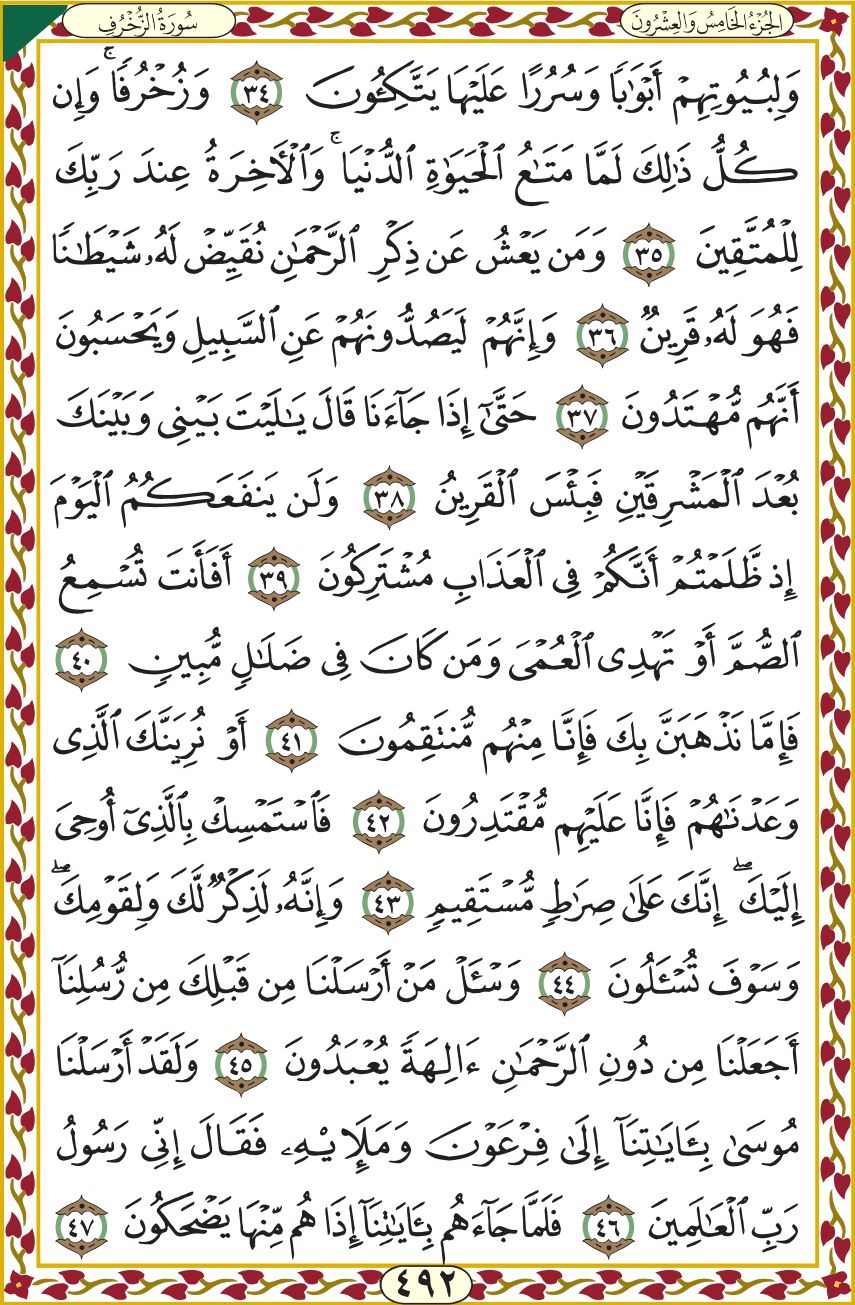 سُورَةُ الزُّخْرُفِ
الجُزْءُ الخَامِسُ وَالعِشْرُونَ
وَلِبُيُوتِهِمْ أَبْوَٰبٗا وَسُرُرًا عَلَيْهَا يَتَّكِـُٔونَ ٣٤ وَزُخْرُفٗاۚ وَإِن
كُلُّ ذَٰلِكَ لَمَّا مَتَٰعُ ٱلْحَيَوٰةِ ٱلدُّنْيَاۚ وَٱلْأٓخِرَةُ عِندَ رَبِّكَ
لِلْمُتَّقِينَ ٣٥ وَمَن يَعْشُ عَن ذِكْرِ ٱلرَّحْمَٰنِ نُقَيِّضْ لَهُۥ شَيْطَٰنٗا
فَهُوَ لَهُۥ قَرِينٞ ٣٦ وَإِنَّهُمْ لَيَصُدُّونَهُمْ عَنِ ٱلسَّبِيلِ وَيَحْسَبُونَ
أَنَّهُم مُّهْتَدُونَ ٣٧ حَتَّىٰٓ إِذَا جَآءَنَا قَالَ يَٰلَيْتَ بَيْنِي وَبَيْنَكَ
بُعْدَ ٱلْمَشْرِقَيْنِ فَبِئْسَ ٱلْقَرِينُ ٣٨ وَلَن يَنفَعَكُمُ ٱلْيَوْمَ
إِذ ظَّلَمْتُمْ أَنَّكُمْ فِي ٱلْعَذَابِ مُشْتَرِكُونَ ٣٩ أَفَأَنتَ تُسْمِعُ
ٱلصُّمَّ أَوْ تَهْدِي ٱلْعُمْيَ وَمَن كَانَ فِي ضَلَٰلٖ مُّبِينٖ ٤٠
فَإِمَّا نَذْهَبَنَّ بِكَ فَإِنَّا مِنْهُم مُّنتَقِمُونَ ٤١ أَوْ نُرِيَنَّكَ ٱلَّذِي
وَعَدْنَٰهُمْ فَإِنَّا عَلَيْهِم مُّقْتَدِرُونَ ٤٢ فَٱسْتَمْسِكْ بِٱلَّذِيٓ أُوحِيَ
إِلَيْكَۖ إِنَّكَ عَلَىٰ صِرَٰطٖ مُّسْتَقِيمٖ ٤٣ وَإِنَّهُۥ لَذِكْرٞ لَّكَ وَلِقَوْمِكَۖ
وَسَوْفَ تُسْـَٔلُونَ ٤٤ وَسْـَٔلْ مَنْ أَرْسَلْنَا مِن قَبْلِكَ مِن رُّسُلِنَآ
أَجَعَلْنَا مِن دُونِ ٱلرَّحْمَٰنِ ءَالِهَةٗ يُعْبَدُونَ ٤٥ وَلَقَدْ أَرْسَلْنَا
مُوسَىٰ بِـَٔايَٰتِنَآ إِلَىٰ فِرْعَوْنَ وَمَلَإِيْهِۦ فَقَالَ إِنِّي رَسُولُ
رَبِّ ٱلْعَٰلَمِينَ ٤٦ فَلَمَّا جَآءَهُم بِـَٔايَٰتِنَآ إِذَا هُم مِّنْهَا يَضْحَكُونَ ٤٧
٤٩٢